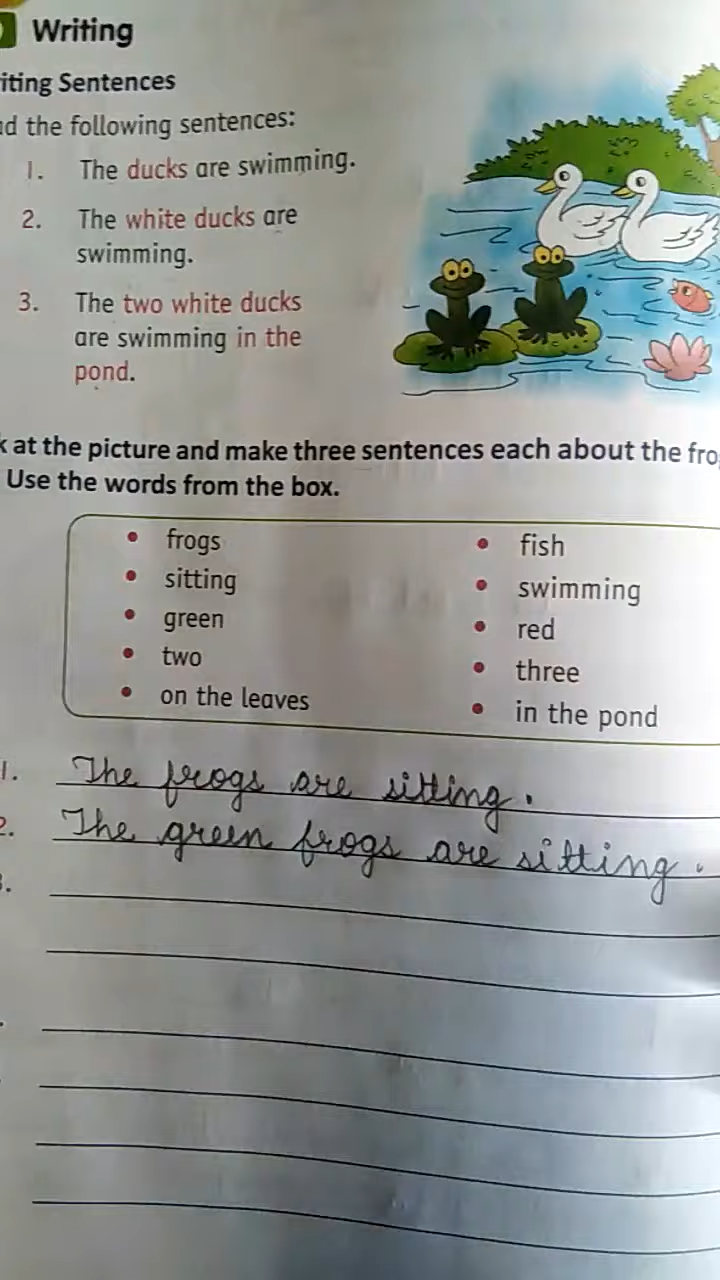 Writing
iting Sentences
d the following sentences:
1. The ducks are swimming.
2. The white ducks are
swimming.
3. The two white ducks
are swimming in the
pond.
k at the picture and make three sentences each about the fro
Use the words from the box.
• frogs • fish
• sitting • swimming
• green • red
• two • three
• on the leaves • in the pond
1. The frogs are sitting.
2. The green frogs are sitting.
3.